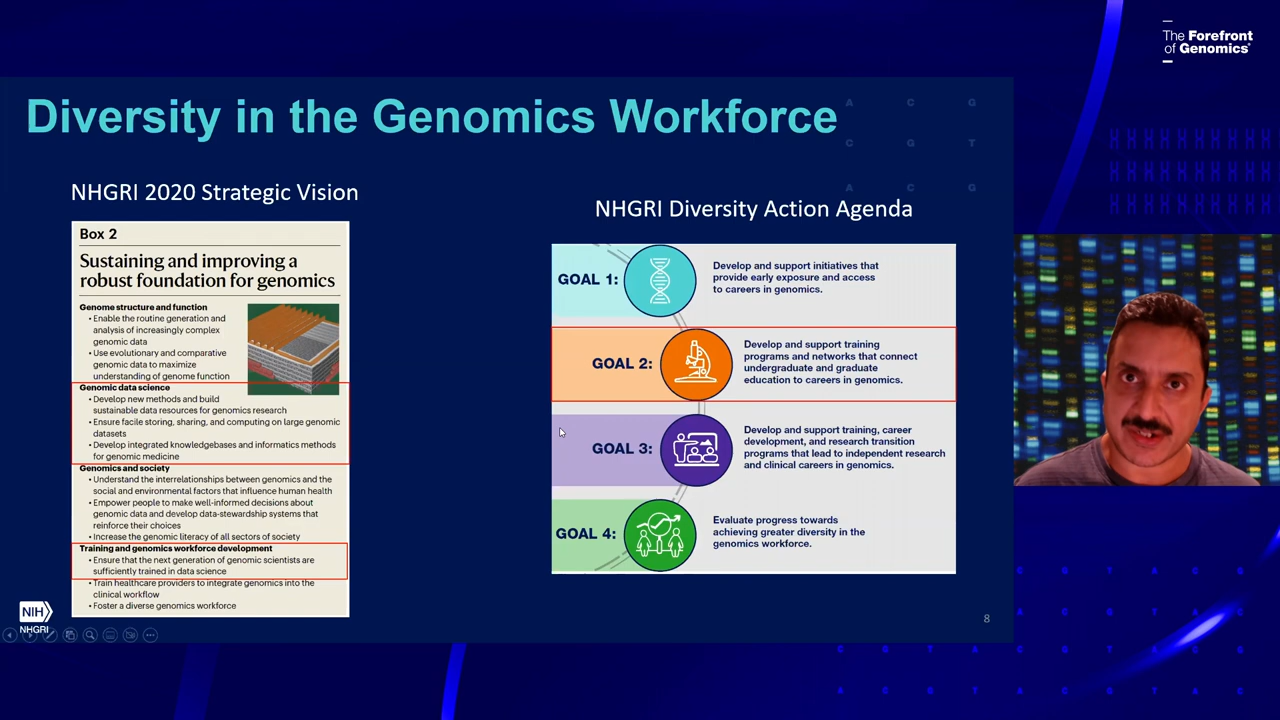 The Forefront
of Genomics®
Diversity in the Genomics Workforce
NHGRI 2020 Strategic Vision
Box 2
Sustaining and improving a
robust foundation for genomics
Genome structure and function
• Enable the routine generation and
analysis of increasingly complex
genomic data
• Use evolutionary and comparative
genomic data to maximize
understanding of genome function
Genomic data science
• Develop new methods and build
sustainable data resources for genomics research
• Ensure facile storing, sharing, and computing on large genomic
datasets
• Develop integrated knowledgebases and informatics methods
for genomic medicine
Genomics and society
• Understand the interrelationships between genomics and the
social and environmental factors that influence human health
• Empower people to make well-informed decisions about
genomic data and develop data-stewardship systems that
reinforce their choices
• Increase the genomic literacy of all sectors of society
Training and genomics workforce development
• Ensure that the next generation of genomic scientists are
sufficiently trained in data science
• Train healthcare providers to integrate genomics into the
clinical workflow
• Foster a diverse genomics workforce
NHGRI Diversity Action Agenda
GOAL 1:
Develop and support initiatives that
provide early exposure and access
to careers in genomics.
GOAL 2:
Develop and support training
programs and networks that connect
undergraduate and graduate
education to careers in genomics.
GOAL 3:
Develop and support training, career
development, and research transition
programs that lead to independent research
and clinical careers in genomics.
GOAL 4:
Evaluate progress towards
achieving greater diversity in the
genomics workforce.
NIH
NHGRI
8
A C G
C G T
A C G